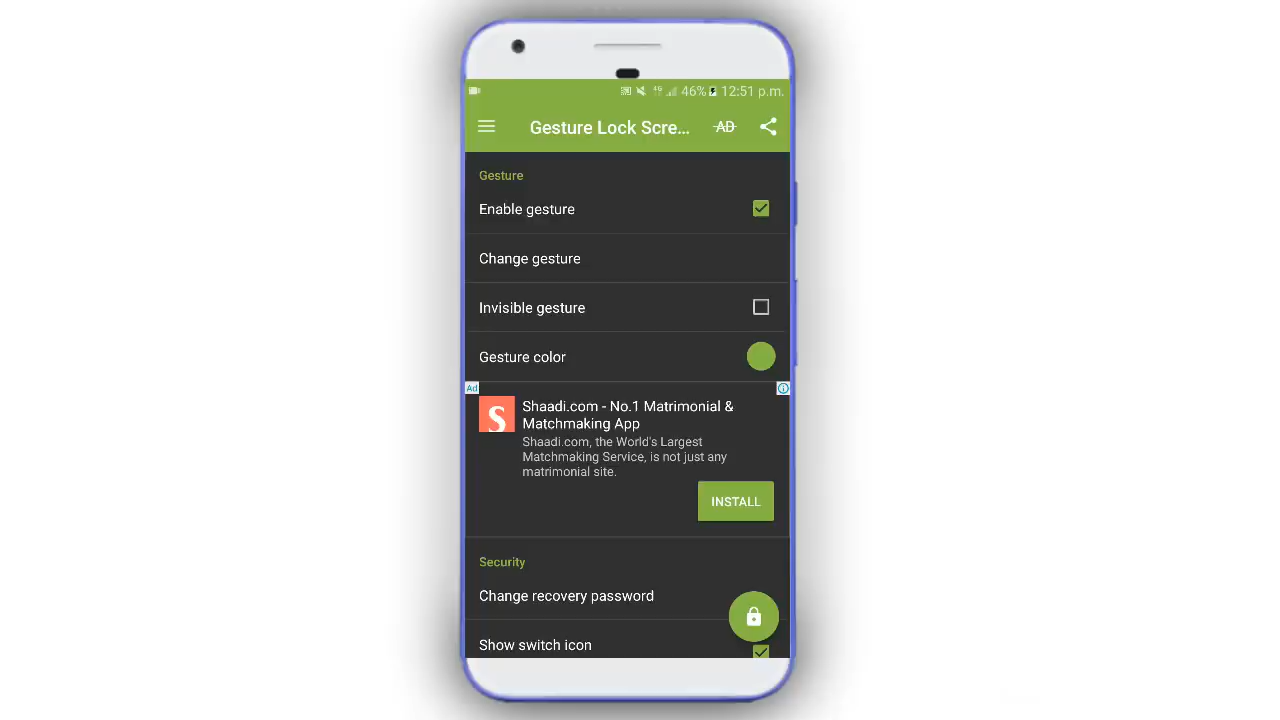 46% 12:51 p.m.
Gesture Lock Scre... AD
Gesture
Enable gesture
Change gesture
Invisible gesture
Gesture color
Ad
S
Shaadi.com - No.1 Matrimonial &
Matchmaking App
Shaadi.com, the World's Largest
Matchmaking Service, is not just any
matrimonial site.
INSTALL
Security
Change recovery password
Show switch icon